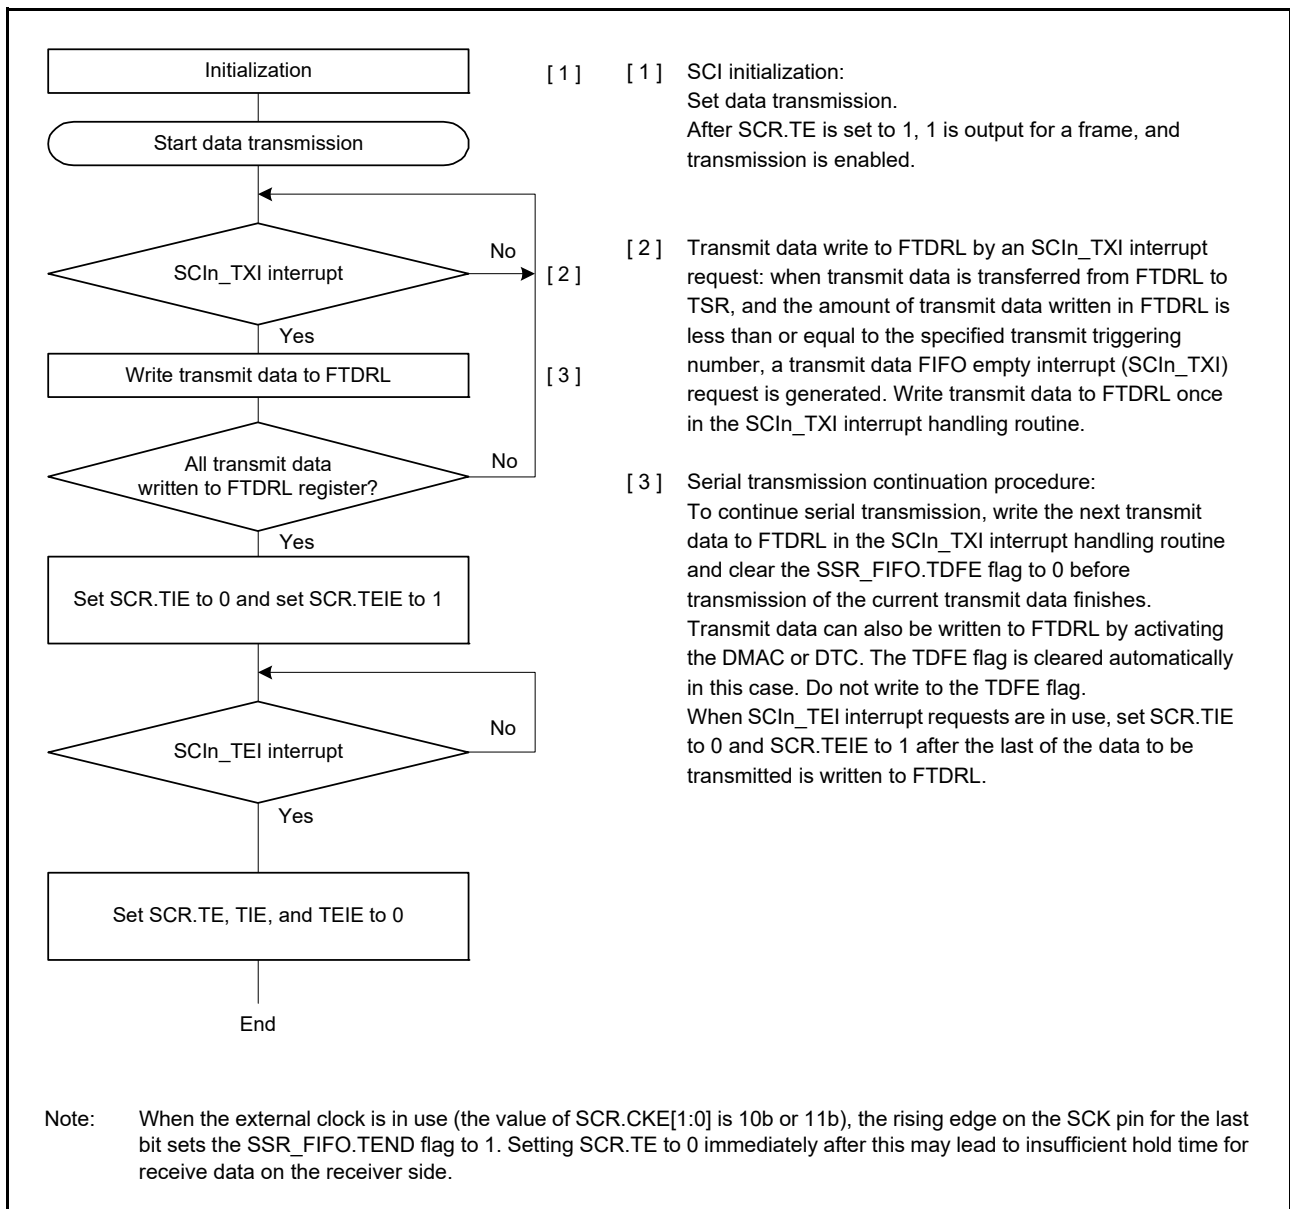 Initialization
[ 1 ]
Start data transmission
No
SCIn_TXI interrupt
[ 2 ]
Yes
Write transmit data to FTDRL
[ 3 ]
All transmit data
written to FTDRL register?
No
Yes
Set SCR.TIE to 0 and set SCR.TEIE to 1
No
SCIn_TEI interrupt
Yes
Set SCR.TE, TIE, and TEIE to 0
End
[ 1 ] SCI initialization:
Set data transmission.
After SCR.TE is set to 1, 1 is output for a frame, and
transmission is enabled.
[ 2 ] Transmit data write to FTDRL by an SCIn_TXI interrupt
request: when transmit data is transferred from FTDRL to
TSR, and the amount of transmit data written in FTDRL is
less than or equal to the specified transmit triggering
number, a transmit data FIFO empty interrupt (SCIn_TXI)
request is generated. Write transmit data to FTDRL once
in the SCIn_TXI interrupt handling routine.
[ 3 ] Serial transmission continuation procedure:
To continue serial transmission, write the next transmit
data to FTDRL in the SCIn_TXI interrupt handling routine
and clear the SSR_FIFO.TDFE flag to 0 before
transmission of the current transmit data finishes.
Transmit data can also be written to FTDRL by activating
the DMAC or DTC. The TDFE flag is cleared automatically
in this case. Do not write to the TDFE flag.
When SCIn_TEI interrupt requests are in use, set SCR.TIE
to 0 and SCR.TEIE to 1 after the last of the data to be
transmitted is written to FTDRL.
Note: When the external clock is in use (the value of SCR.CKE[1:0] is 10b or 11b), the rising edge on the SCK pin for the last
bit sets the SSR_FIFO.TEND flag to 1. Setting SCR.TE to 0 immediately after this may lead to insufficient hold time for
receive data on the receiver side.